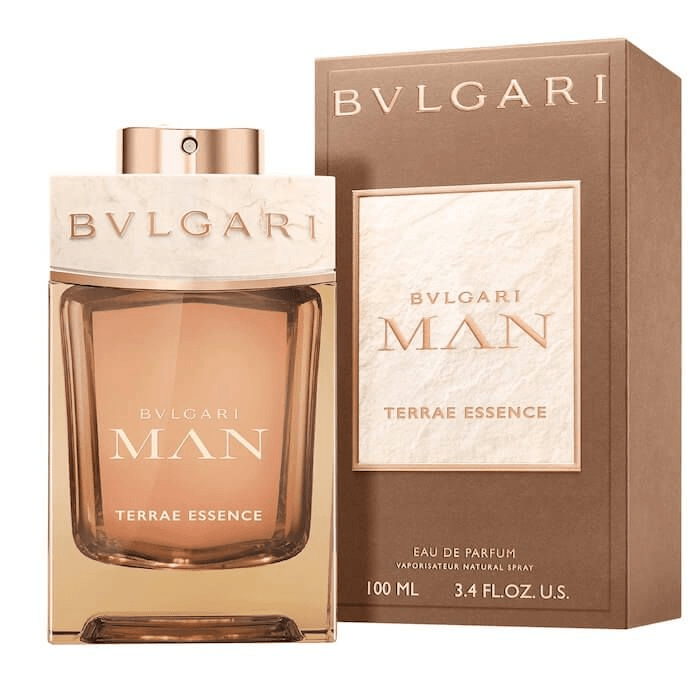 BVLGARI
BVLGARI
MAN
TERRAE ESSENCE
BVLGARI
BVLGARI
MAN
TERRAE ESSENCE
EAU DE PARFUM
VAPORISATEUR NATURAL SPRAY
100 ML 3.4 FL.OZ. U.S.